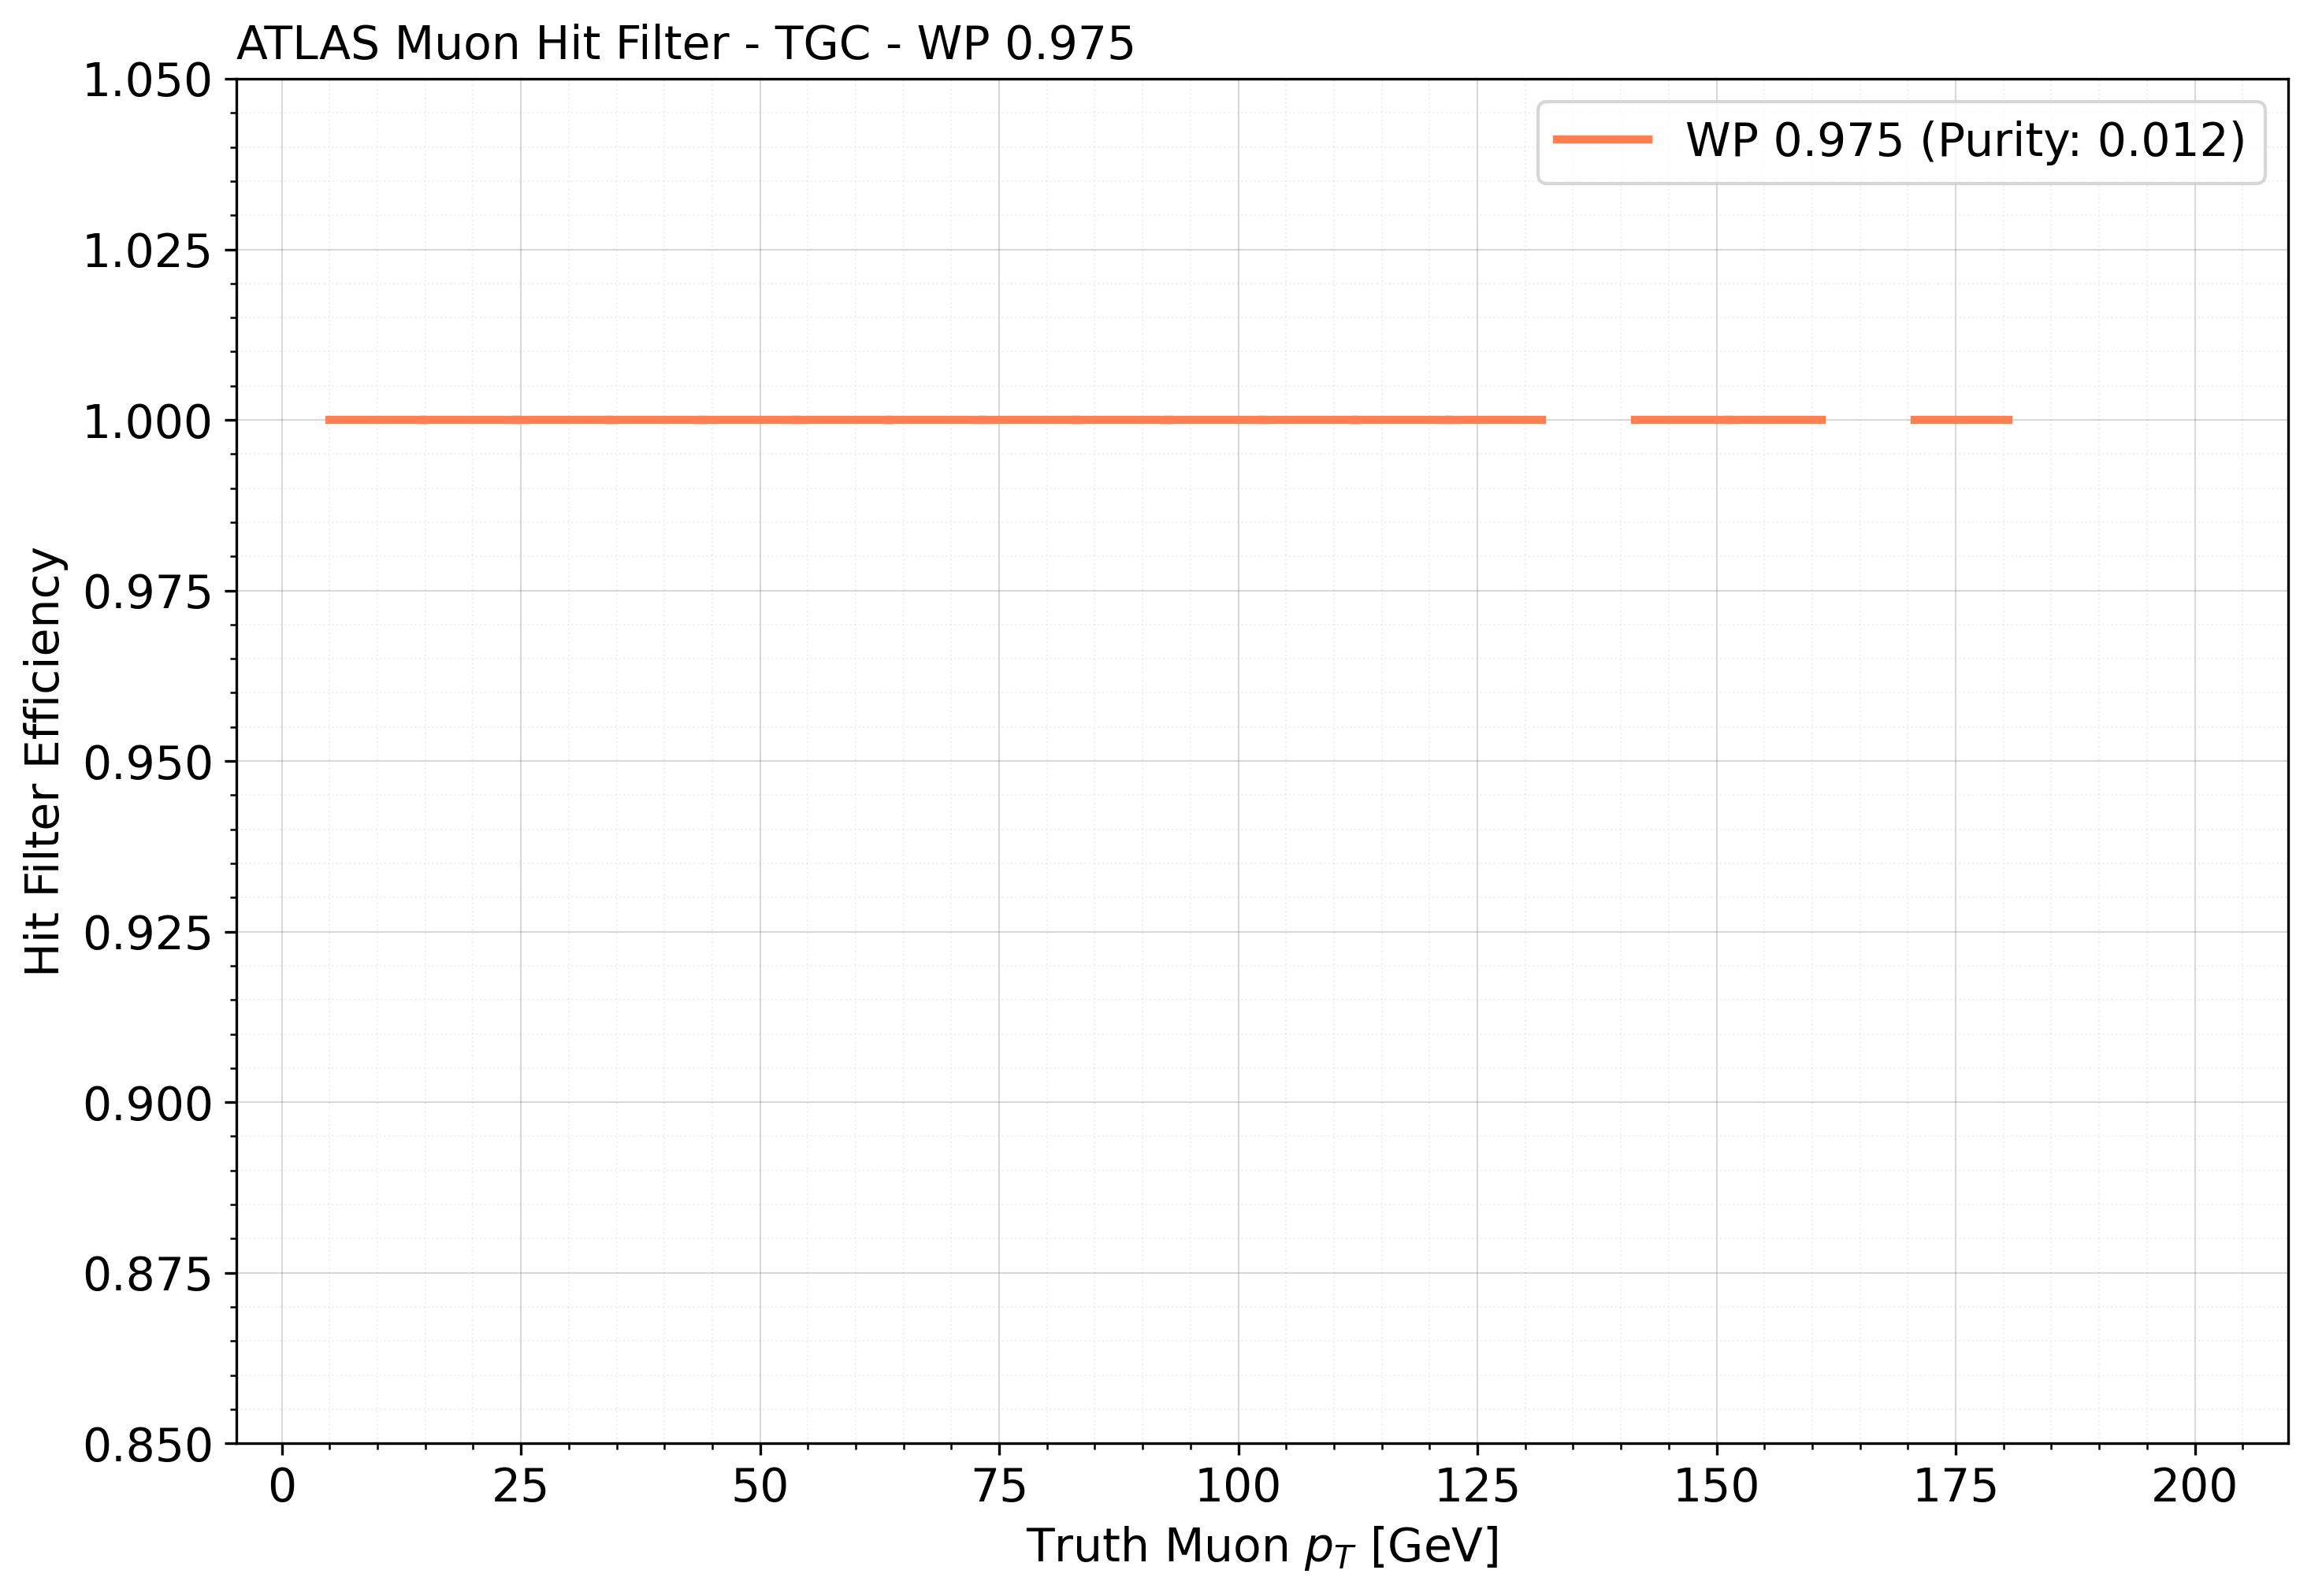 ATLAS Muon Hit Filter - TGC - WP 0.975
WP 0.975 (Purity: 0.012)
Hit Filter Efficiency
1.050
1.025
1.000
0.975
0.950
0.925
0.900
0.875
0.850
0 25 50 75 100 125 150 175 200
Truth Muon p_T [GeV]